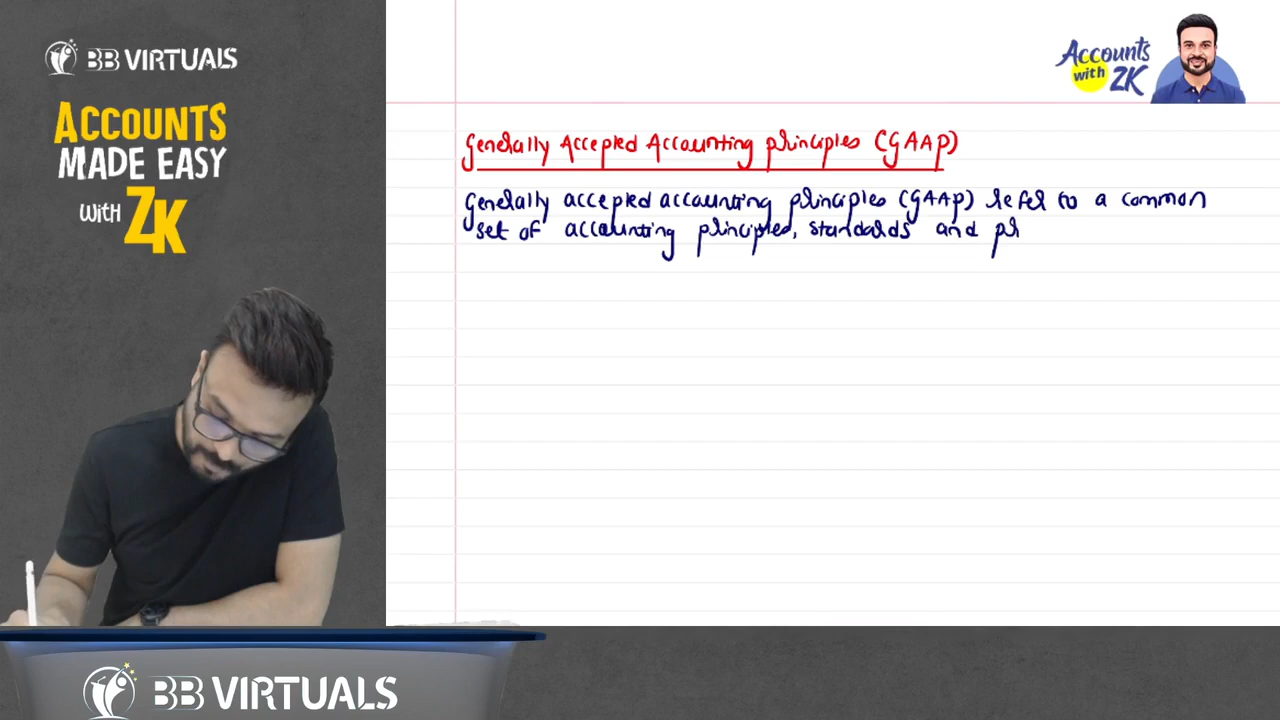 BB VIRTUALS
ACCOUNTS
MADE EASY
WITH ZK
Accounts
with ZK
Generally Accepted Accounting Principles (GAAP)
Generally accepted accounting principles (GAAP) refer to a common
set of accounting principles, standards and pr
BB VIRTUALS